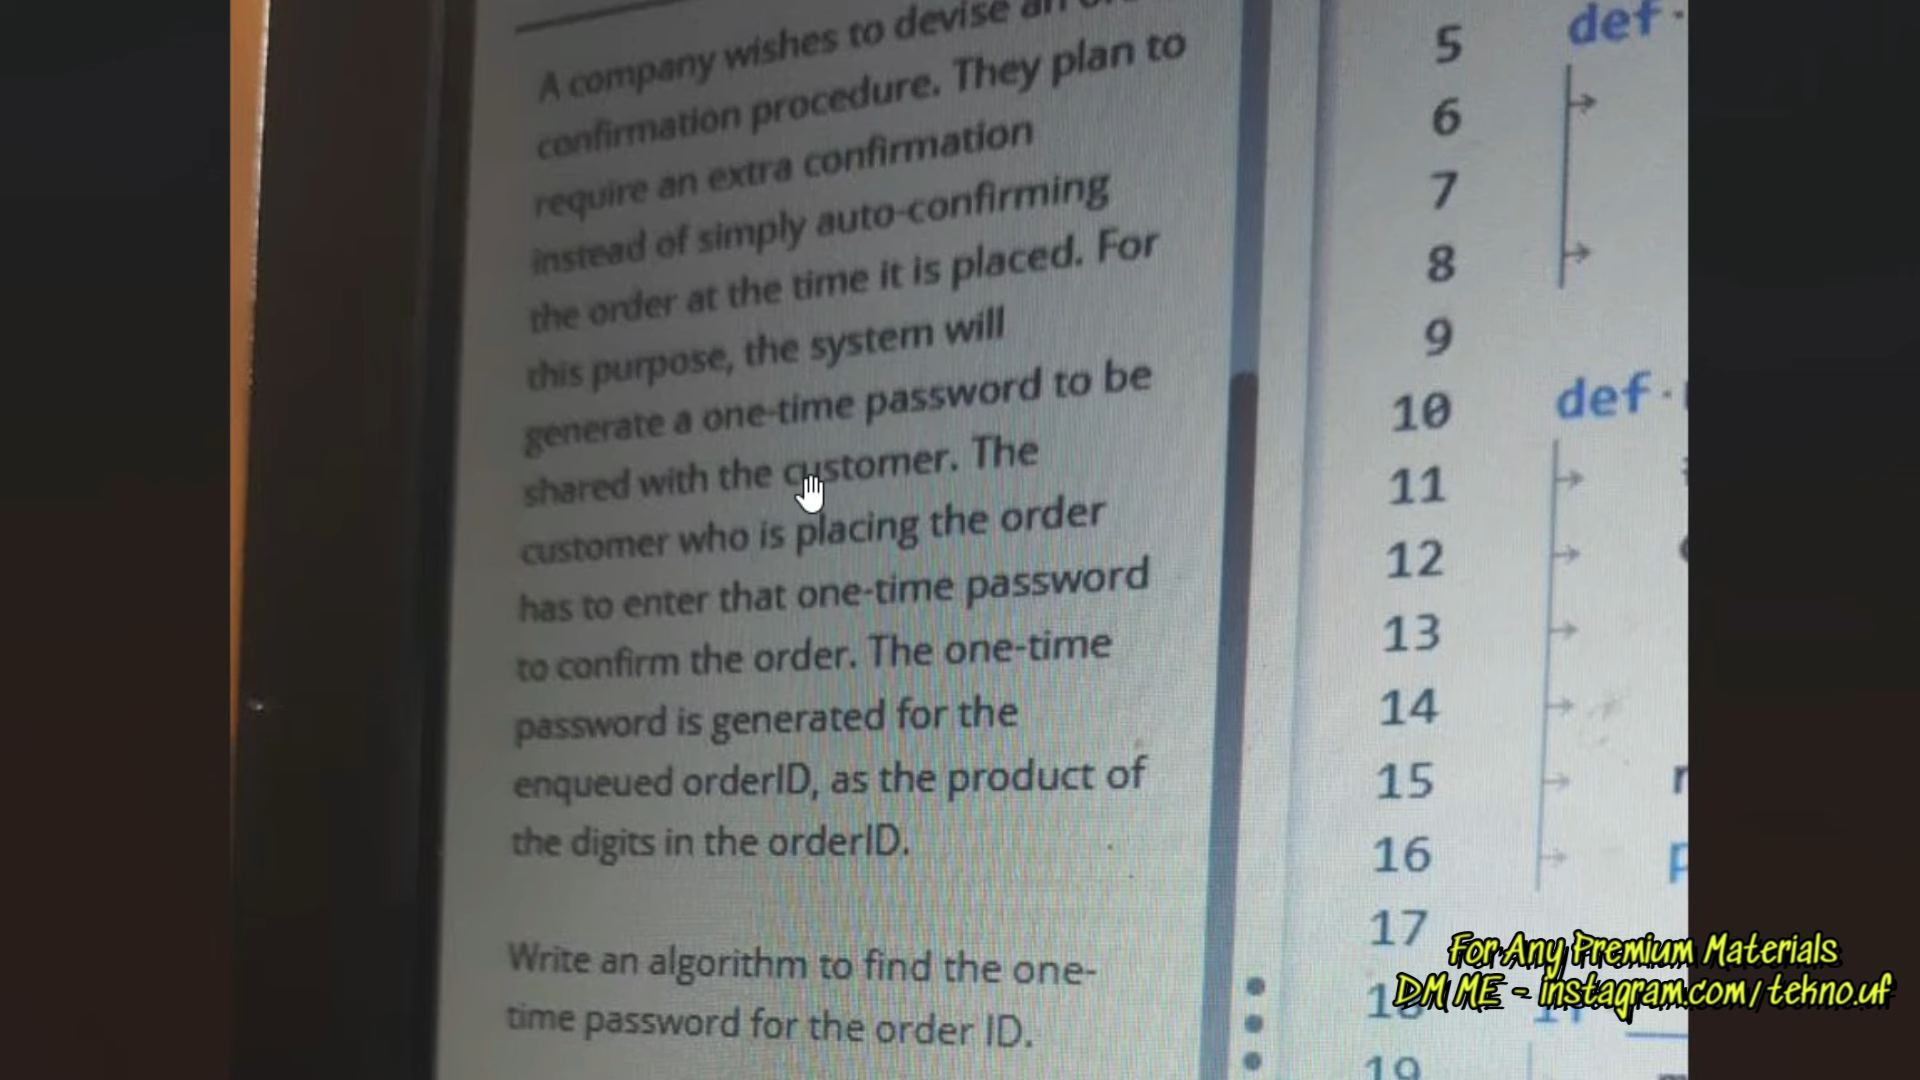 A company wishes to devise an
confirmation procedure. They plan to
require an extra confirmation
instead of simply auto-confirming
the order at the time it is placed. For
this purpose, the system will
generate a one-time password to be
shared with the customer. The
customer who is placing the order
has to enter that one-time password
to confirm the order. The one-time
password is generated for the
enqueued orderID, as the product of
the digits in the orderID.
Write an algorithm to find the one-
time password for the order ID.
5 def
6
7
8
9
10 def
11
12
13
14
15
16
17
18
19
For Any Premium Materials
DM ME - instagram.com/tekno.uf